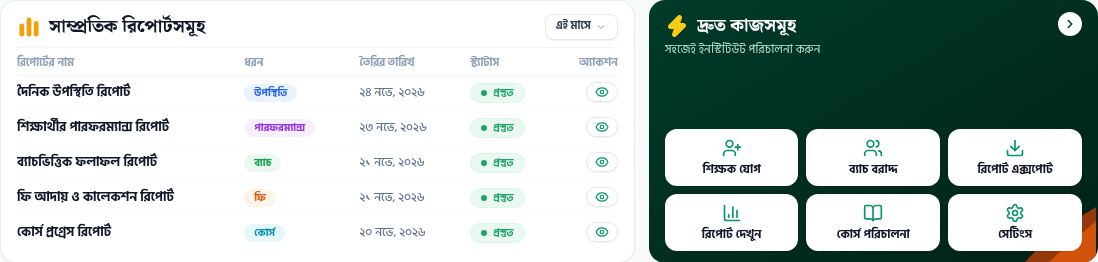 সাম্প্রতিক রিপোর্টসমূহ
এই মাসে
রিপোর্টের নাম ধরন তৈরির তারিখ স্ট্যাটাস অ্যাকশন
দৈনিক উপস্থিতি রিপোর্ট উপস্থিতি ২৪ নভে, ২০২৬ প্রস্তুত
শিক্ষার্থীর পারফরম্যান্স রিপোর্ট পারফরম্যান্স ২৩ নভে, ২০২৬ প্রস্তুত
ব্যাচভিত্তিক ফলাফল রিপোর্ট ব্যাচ ২১ নভে, ২০২৬ প্রস্তুত
ফি আদায় ও কালেকশন রিপোর্ট ফি ২১ নভে, ২০২৬ প্রস্তুত
কোর্স প্রগ্রেস রিপোর্ট কোর্স ২০ নভে, ২০২৬ প্রস্তুত
দ্রুত কাজসমূহ
সহজেই ইনস্টিটিউট পরিচালনা করুন
শিক্ষক যোগ ব্যাচ বরাদ্দ রিপোর্ট এক্সপোর্ট
রিপোর্ট দেখুন কোর্স পরিচালনা সেটিংস